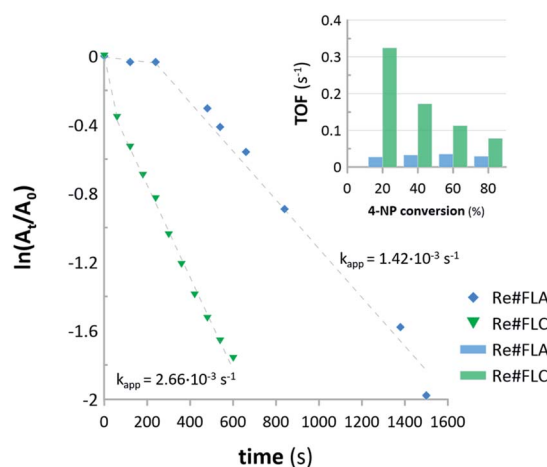 0
-0.4
-0.8
-1.2
-1.6
-2
ln(At/A0)
0 200 400 600 800 1000 1200 1400 1600
time (s)
kapp = 2.66·10-3 s-1
kapp = 1.42·10-3 s-1
0.4
0.3
0.2
0.1
0
TOF (s-1)
0 20 40 60 80
4-NP conversion (%)
Re#FLA
Re#FLC
Re#FLA
Re#FLC